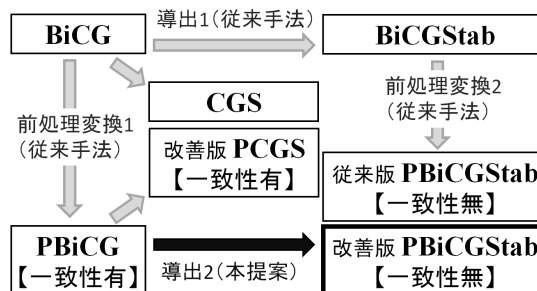 BiCG
導出1(従来手法)
BiCGStab
CGS
前処理変換1
(従来手法)
前処理変換2
(従来手法)
改善版 PCGS
【一致性有】
従来版 PBiCGStab
【一致性無】
PBiCG
【一致性有】
導出2(本提案)
改善版 PBiCGStab
【一致性無】